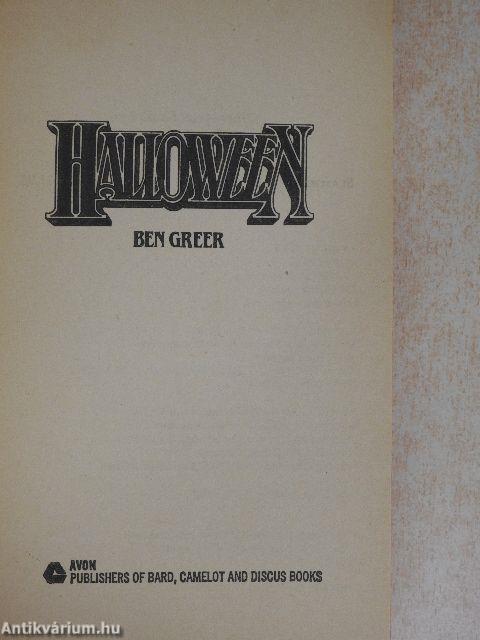 HALLOWEEN
BEN GREER
AVON
PUBLISHERS OF BARD, CAMELOT AND DISCUS BOOKS
Antikvárium.hu